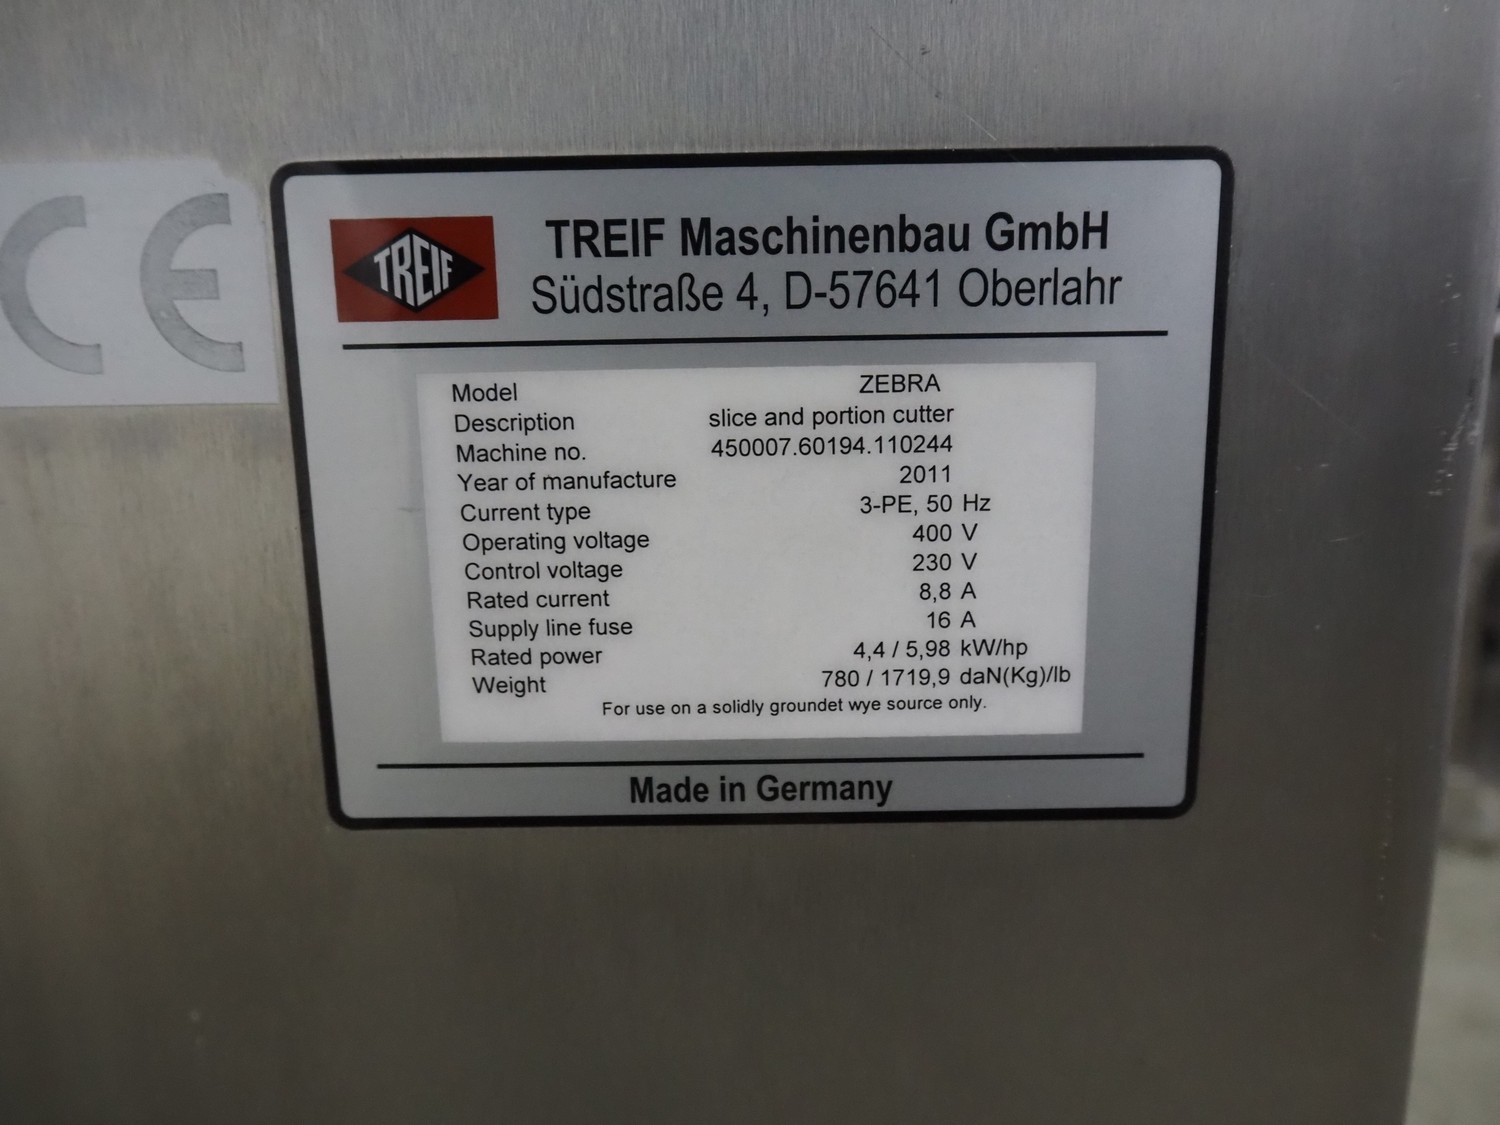 CE
TREIF
TREIF Maschinenbau GmbH
Südstraße 4, D-57641 Oberlahr
Model ZEBRA
Description slice and portion cutter
Machine no. 450007.60194.110244
Year of manufacture 2011
Current type 3-PE, 50 Hz
Operating voltage 400 V
Control voltage 230 V
Rated current 8,8 A
Supply line fuse 16 A
Rated power 4,4 / 5,98 kW/hp
Weight 780 / 1719,9 daN(Kg)/lb
For use on a solidly groundet wye source only.
Made in Germany